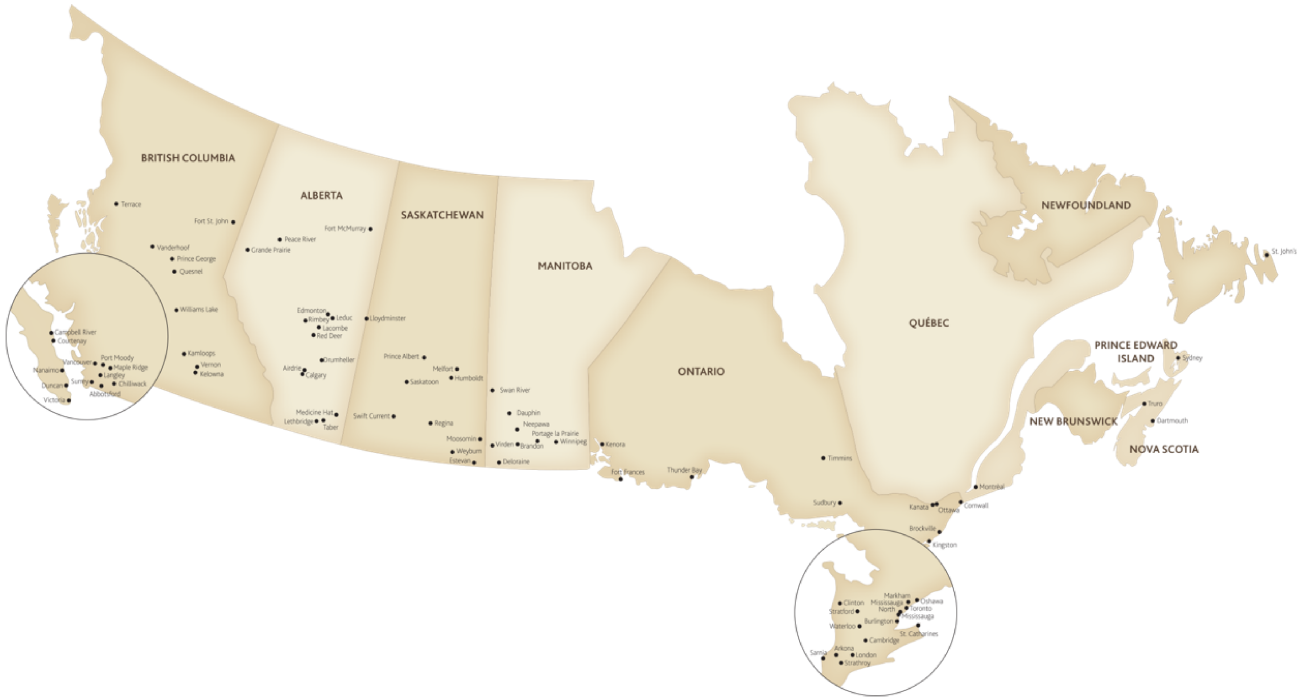 BRITISH COLUMBIA
Terrace
Fort St. John
Vanderhoof
Prince George
Quesnel
Williams Lake
Kamloops
Vernon
Kelowna
Campbell River
Courtenay
Port Moody
Vancouver
Maple Ridge
Nanaimo
Langley
Surrey
Chilliwack
Duncan
Abbotsford
Victoria
ALBERTA
Fort McMurray
Peace River
Grande Prairie
Edmonton
Leduc
Rimbey
Lacombe
Red Deer
Drumheller
Airdrie
Calgary
Medicine Hat
Lethbridge
Taber
SASKATCHEWAN
Lloydminster
Prince Albert
Melfort
Humboldt
Saskatoon
Swift Current
Regina
Moosomin
Weyburn
Estevan
MANITOBA
Swan River
Dauphin
Neepawa
Portage la Prairie
Winnipeg
Virden
Brandon
Deloraine
ONTARIO
Kenora
Fort Frances
Thunder Bay
Timmins
Sudbury
Kanata
Ottawa
Cornwall
Brockville
Kingston
Markham
Mississauga
Oshawa
Clinton
North
Toronto
Stratford
Mississauga
Burlington
Waterloo
St. Catharines
Cambridge
Arkona
Sarnia
London
Strathroy
QUÉBEC
Montréal
NEWFOUNDLAND
St. John's
PRINCE EDWARD
ISLAND
Sydney
NEW BRUNSWICK
Truro
Dartmouth
NOVA SCOTIA